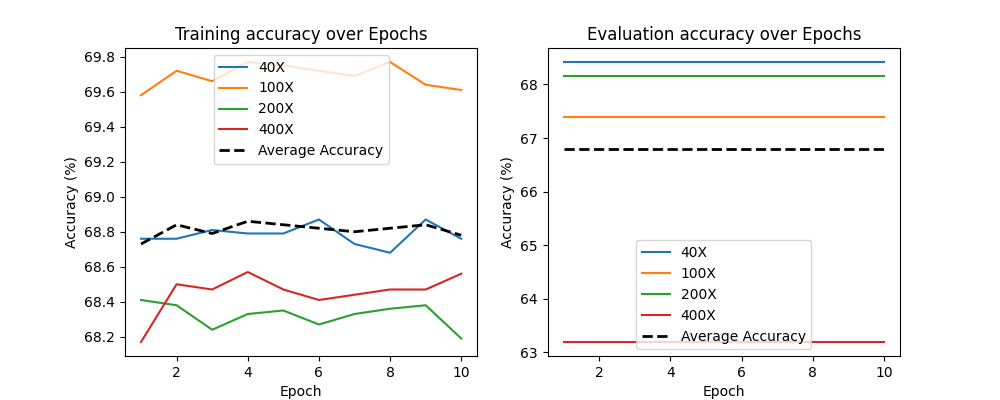 Training accuracy over Epochs
Accuracy (%)
69.8
69.6
69.4
69.2
69.0
68.8
68.6
68.4
68.2
40X
100X
200X
400X
Average Accuracy
2
4
6
8
10
Epoch
Evaluation accuracy over Epochs
Accuracy (%)
68
67
66
65
64
63
40X
100X
200X
400X
Average Accuracy
2
4
6
8
10
Epoch